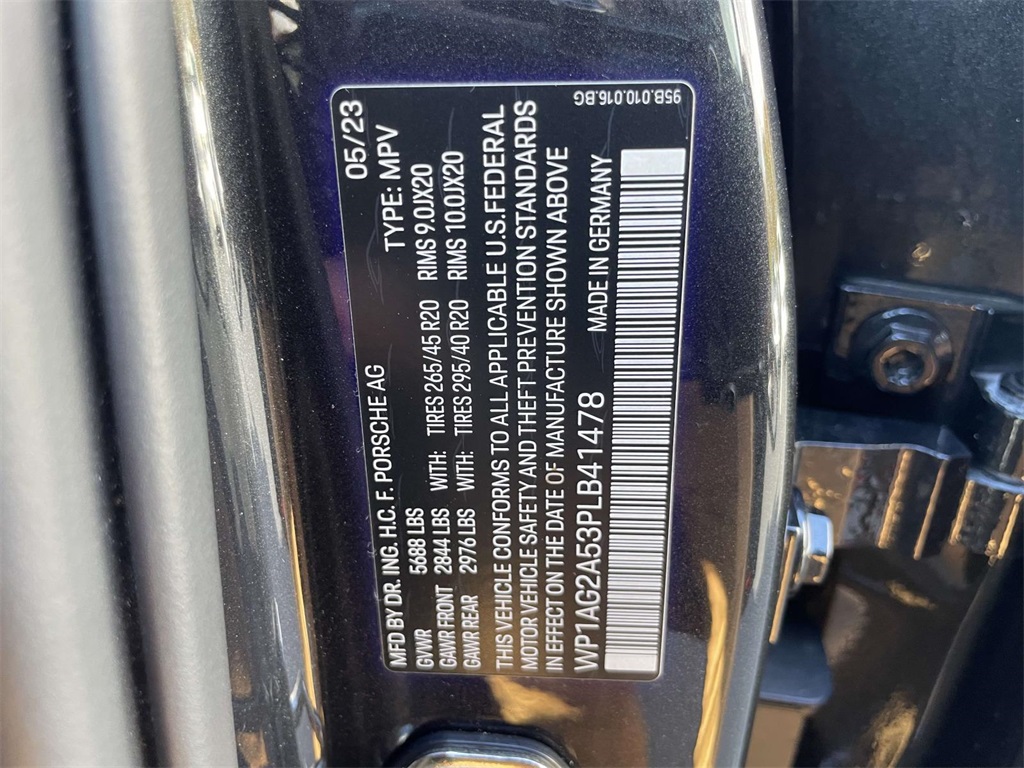 05/23
MFD BY DR. ING. H.C. F. PORSCHE AG TYPE: MPV
GVWR 5688 LBS
GAWR FRONT 2844 LBS WITH: TIRES 265/45 R20 RIMS 9.0JX20
GAWR REAR 2976 LBS WITH: TIRES 295/40 R20 RIMS 10.0JX20
THIS VEHICLE CONFORMS TO ALL APPLICABLE U.S. FEDERAL
MOTOR VEHICLE SAFETY AND THEFT PREVENTION STANDARDS
IN EFFECT ON THE DATE OF MANUFACTURE SHOWN ABOVE
WP1AG2A53PLB41478 MADE IN GERMANY
95B.010.016.BG